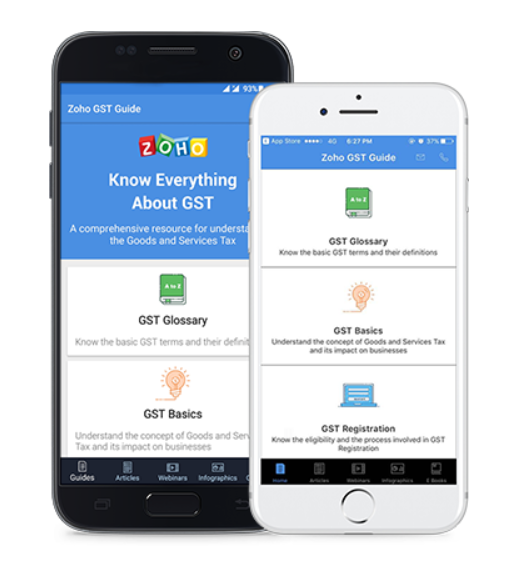 93%
Zoho GST Guide
ZOHO
Know Everything
About GST
A comprehensive resource for understa
the Goods and Services Tax
A to Z
GST Glossary
Know the basic GST terms and their definit
GST Basics
Understand the concept of Goods and Serv
Tax and its impact on businesses
Guides Articles Webinars Infographics
App Store 4G 6:27 PM 37%
Zoho GST Guide
A to Z
GST Glossary
Know the basic GST terms and their definitions
GST Basics
Understand the concept of Goods and Services Tax
and its impact on businesses
GST Registration
Know the eligibility and the process involved in GST
Registration
Home Articles Webinars Infographics E Books